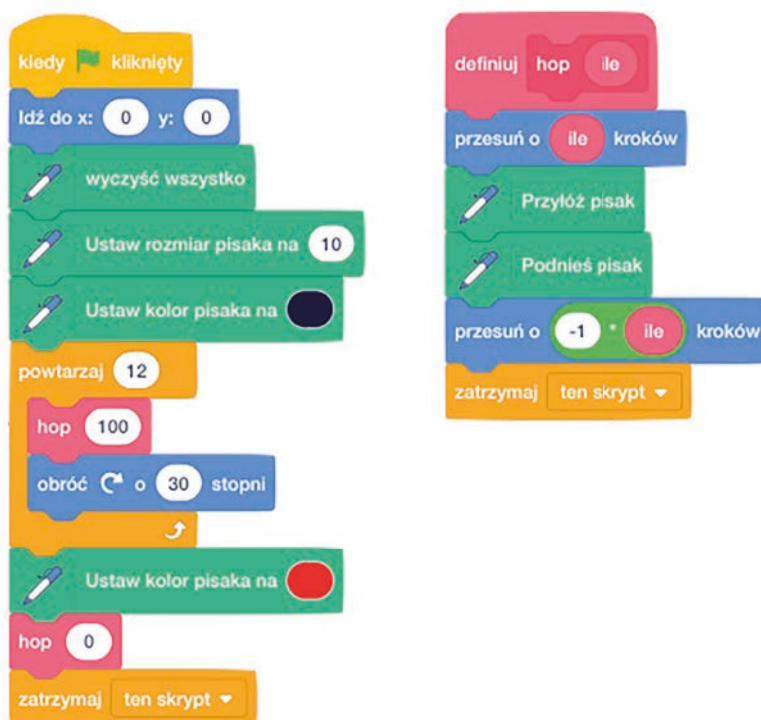 kiedy kliknięty
Idź do x: 0 y: 0
wyczyść wszystko
Ustaw rozmiar pisaka na 10
Ustaw kolor pisaka na
powtarzaj 12
hop 100
obróć o 30 stopni
Ustaw kolor pisaka na
hop 0
zatrzymaj ten skrypt
definiuj hop ile
przesuń o ile kroków
Przyłóż pisak
Podnieś pisak
przesuń o -1 * ile kroków
zatrzymaj ten skrypt